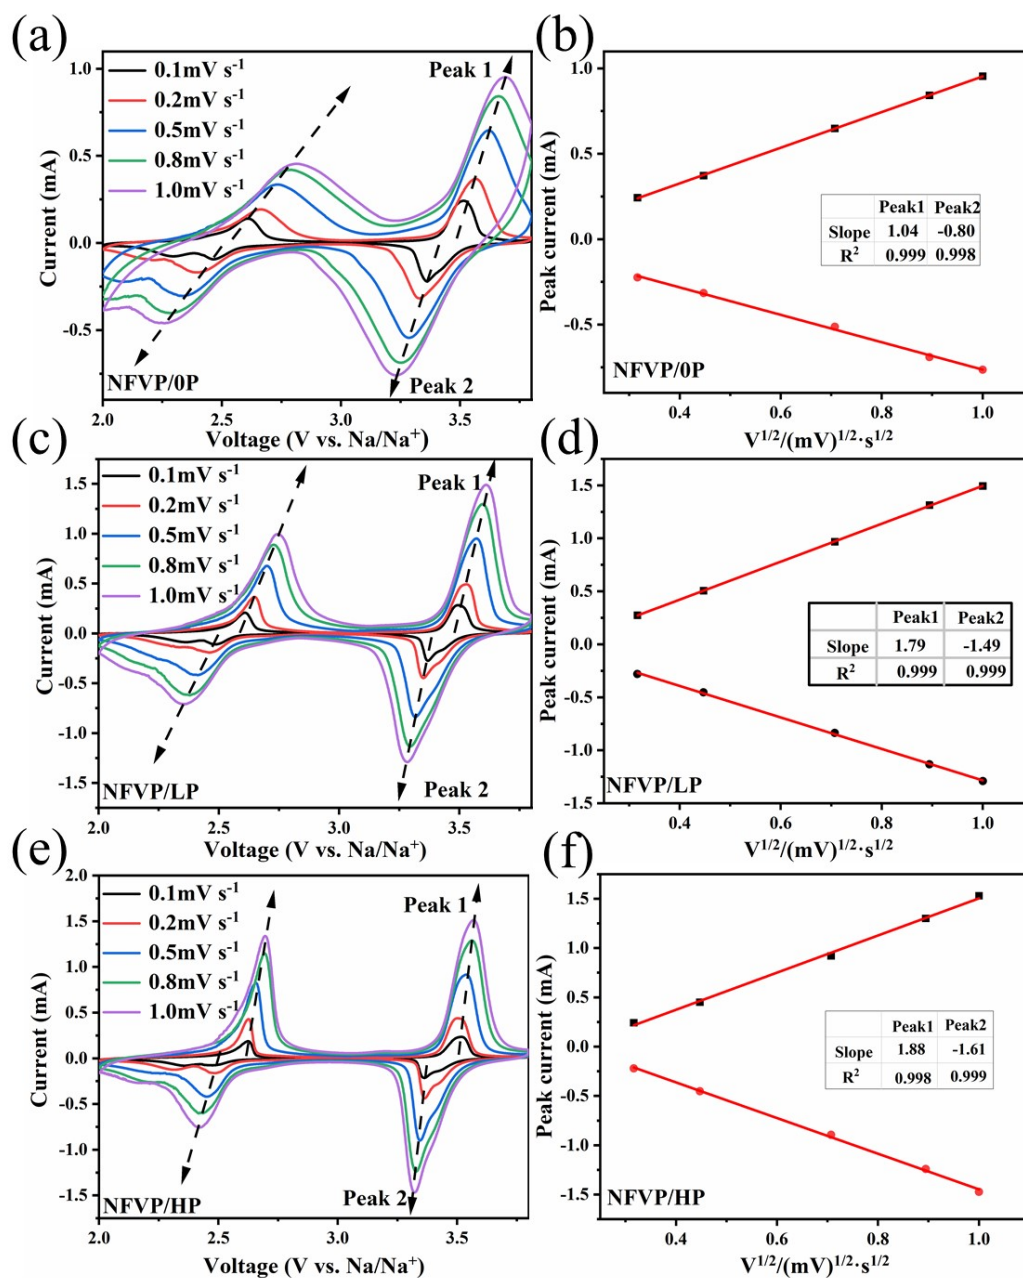 (a)
Current (mA)
1.0
0.5
0.0
-0.5
0.1mV s⁻¹
0.2mV s⁻¹
0.5mV s⁻¹
0.8mV s⁻¹
1.0mV s⁻¹
Peak 1
Peak 2
NFVP/0P
2.0 2.5 3.0 3.5
Voltage (V vs. Na/Na⁺)
(b)
Peak current (mA)
1.0
0.5
0.0
-0.5
Peak1 Peak2
Slope 1.04 -0.80
R² 0.999 0.998
NFVP/0P
0.4 0.6 0.8 1.0
V¹/²/(mV)¹/²·s¹/²
(c)
Current (mA)
1.5
1.0
0.5
0.0
-0.5
-1.0
-1.5
0.1mV s⁻¹
0.2mV s⁻¹
0.5mV s⁻¹
0.8mV s⁻¹
1.0mV s⁻¹
Peak 1
Peak 2
NFVP/LP
2.0 2.5 3.0 3.5
Voltage (V vs. Na/Na⁺)
(d)
Peak current (mA)
1.5
1.0
0.5
0.0
-0.5
-1.0
-1.5
Peak1 Peak2
Slope 1.79 -1.49
R² 0.999 0.999
NFVP/LP
0.4 0.6 0.8 1.0
V¹/²/(mV)¹/²·s¹/²
(e)
Current (mA)
2.0
1.5
1.0
0.5
0.0
-0.5
-1.0
-1.5
0.1mV s⁻¹
0.2mV s⁻¹
0.5mV s⁻¹
0.8mV s⁻¹
1.0mV s⁻¹
Peak 1
Peak 2
NFVP/HP
2.0 2.5 3.0 3.5
Voltage (V vs. Na/Na⁺)
(f)
Peak current (mA)
1.5
1.0
0.5
0.0
-0.5
-1.0
-1.5
Peak1 Peak2
Slope 1.88 -1.61
R² 0.998 0.999
NFVP/HP
0.4 0.6 0.8 1.0
V¹/²/(mV)¹/²·s¹/²